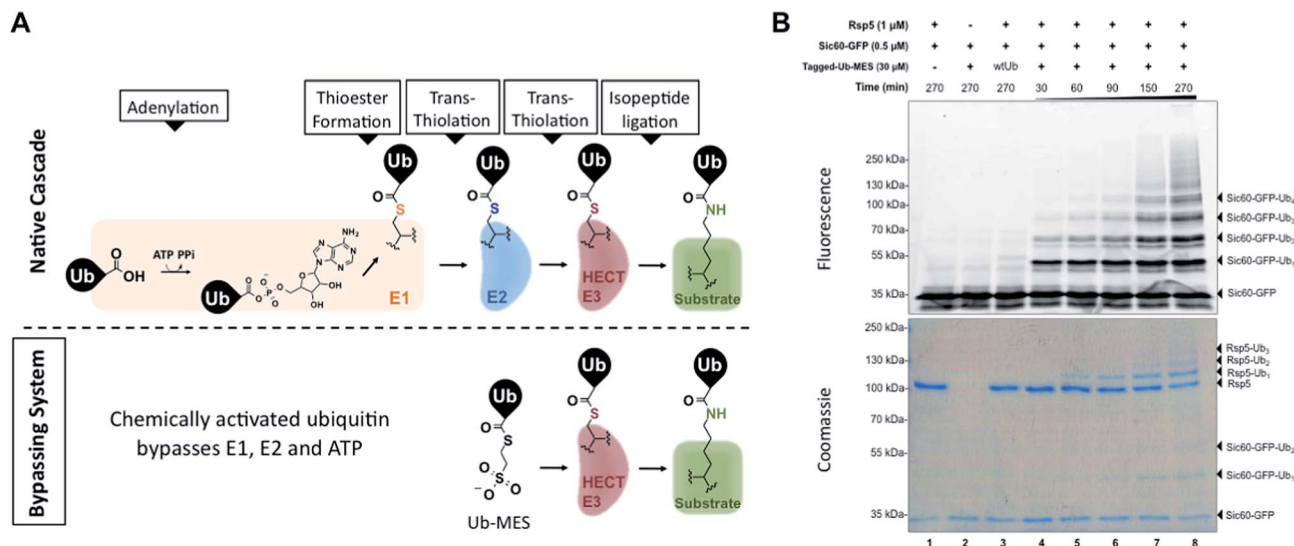 A
Native Cascade
Adenylation
Thioester
Formation
Trans-
Thiolation
Trans-
Thiolation
Isopeptide
ligation
Ub
Ub
Ub
Ub
O
S
O
S
O
S
O
NH
Ub
O
OH
ATP PPi
Ub
O
O
P
O
O
O
N
N
N
N
NH₂
OH
OH
E1
E2
HECT
E3
Substrate
Bypassing System
Chemically activated ubiquitin
bypasses E1, E2 and ATP
Ub
O
S
O
S
O
O
Ub-MES
Ub
O
S
HECT
E3
Ub
O
NH
Substrate
B
Rsp5 (1 µM) + - + + + + + +
Sic60-GFP (0.5 µM) + + + + + + + +
Tagged-Ub-MES (30 µM) - + wtUb + + + + +
Time (min) 270 270 270 30 60 90 150 270
Fluorescence
250 kDa-
130 kDa-
100 kDa-
70 kDa-
55 kDa-
35 kDa-
Sic60-GFP-Ub₄
Sic60-GFP-Ub₃
Sic60-GFP-Ub₂
Sic60-GFP-Ub₁
Sic60-GFP
Coomassie
250 kDa-
130 kDa-
100 kDa-
70 kDa-
55 kDa-
35 kDa-
Rsp5-Ub₃
Rsp5-Ub₂
Rsp5-Ub₁
Rsp5
Sic60-GFP-Ub₂
Sic60-GFP-Ub₁
Sic60-GFP
1 2 3 4 5 6 7 8